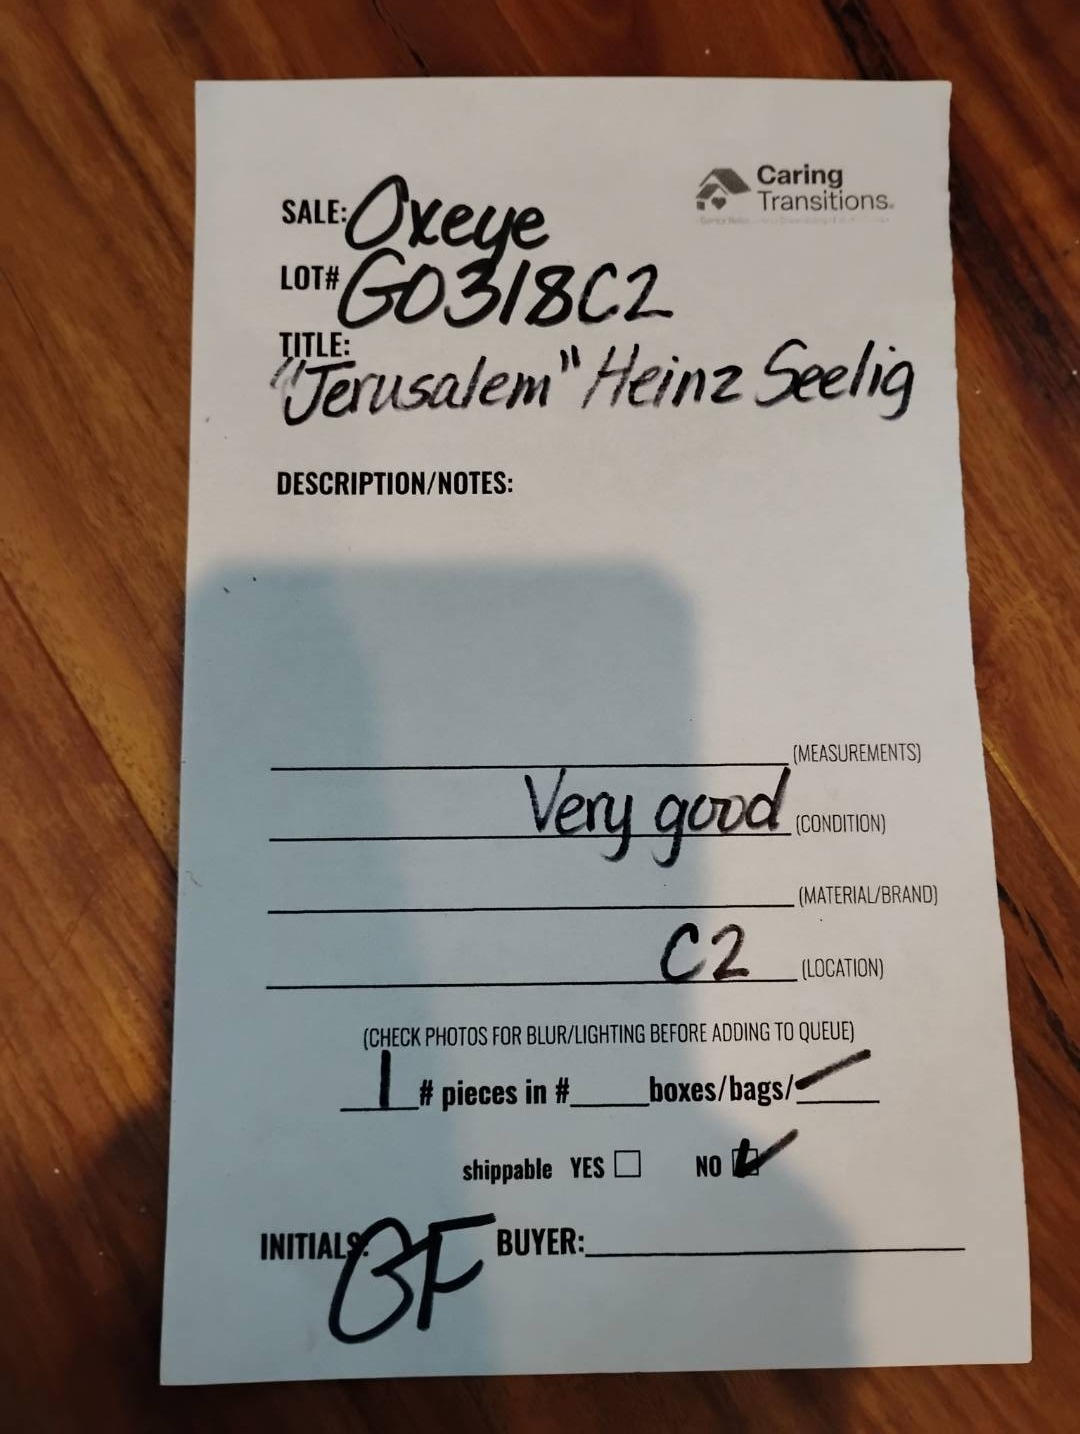 Caring
Transitions.
SALE: Oxeye
LOT# G0318C2
TITLE:
"Jerusalem" Heinz Seelig
DESCRIPTION/NOTES:
(MEASUREMENTS)
Very good (CONDITION)
(MATERIAL/BRAND)
C2 (LOCATION)
(CHECK PHOTOS FOR BLUR/LIGHTING BEFORE ADDING TO QUEUE)
1 # pieces in #____boxes/bags/
shippable YES NO
INITIALS: GF BUYER: